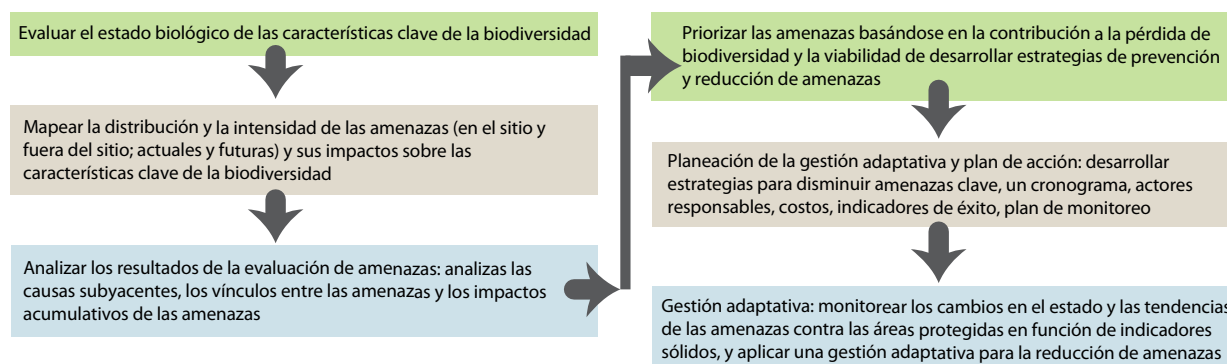 Evaluar el estado biológico de las características clave de la biodiversidad
Mapear la distribución y la intensidad de las amenazas (en el sitio y
fuera del sitio; actuales y futuras) y sus impactos sobre las
características clave de la biodiversidad
Analizar los resultados de la evaluación de amenazas: analizas las
causas subyacentes, los vínculos entre las amenazas y los impactos
acumulativos de las amenazas
Priorizar las amenazas basándose en la contribución a la pérdida de
biodiversidad y la viabilidad de desarrollar estrategias de prevención
y reducción de amenazas
Planeación de la gestión adaptativa y plan de acción: desarrollar
estrategias para disminuir amenazas clave, un cronograma, actores
responsables, costos, indicadores de éxito, plan de monitoreo
Gestión adaptativa: monitorear los cambios en el estado y las tendencias
de las amenazas contra las áreas protegidas en función de indicadores
sólidos, y aplicar una gestión adaptativa para la reducción de amenazas